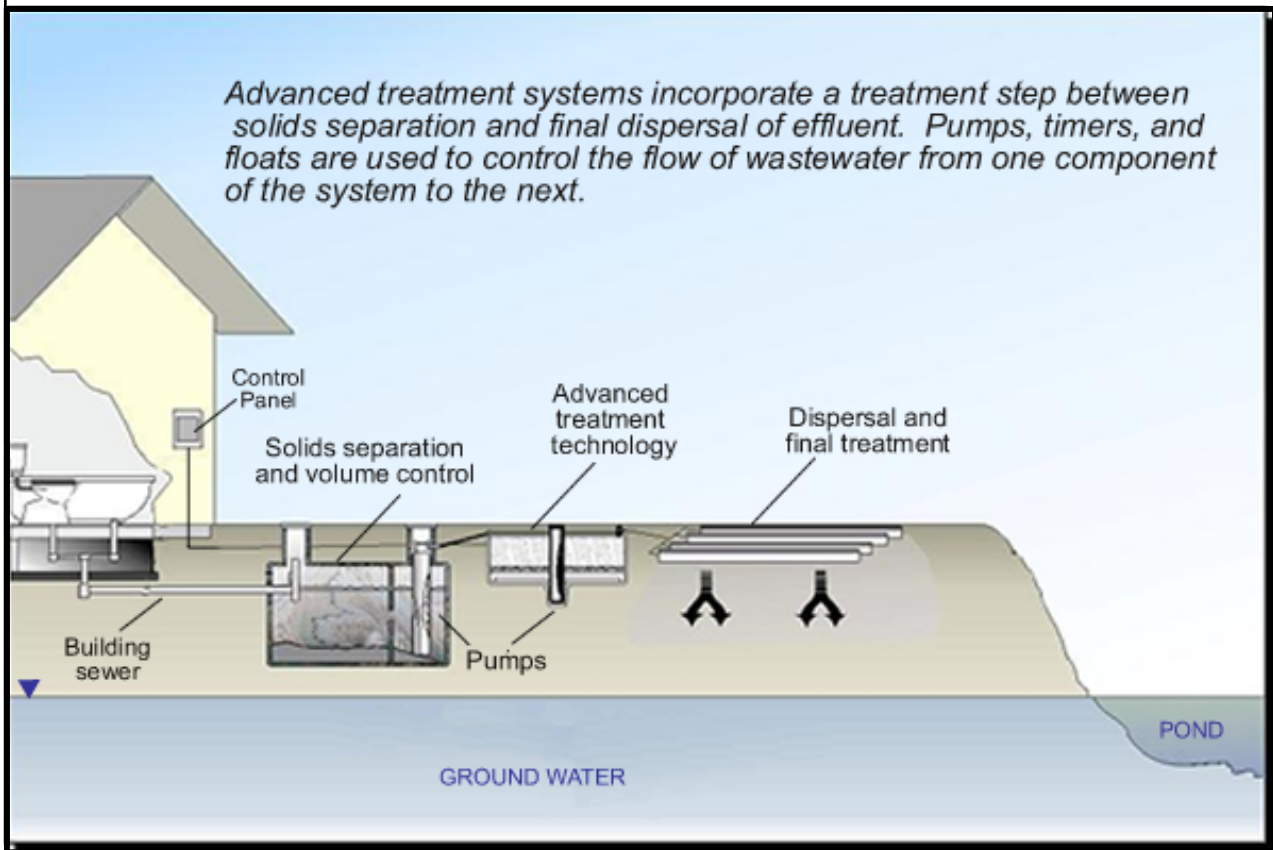 Advanced treatment systems incorporate a treatment step between
solids separation and final dispersal of effluent. Pumps, timers, and
floats are used to control the flow of wastewater from one component
of the system to the next.
Control
Panel
Solids separation
and volume control
Advanced
treatment
technology
Dispersal and
final treatment
Building
sewer
Pumps
POND
GROUND WATER